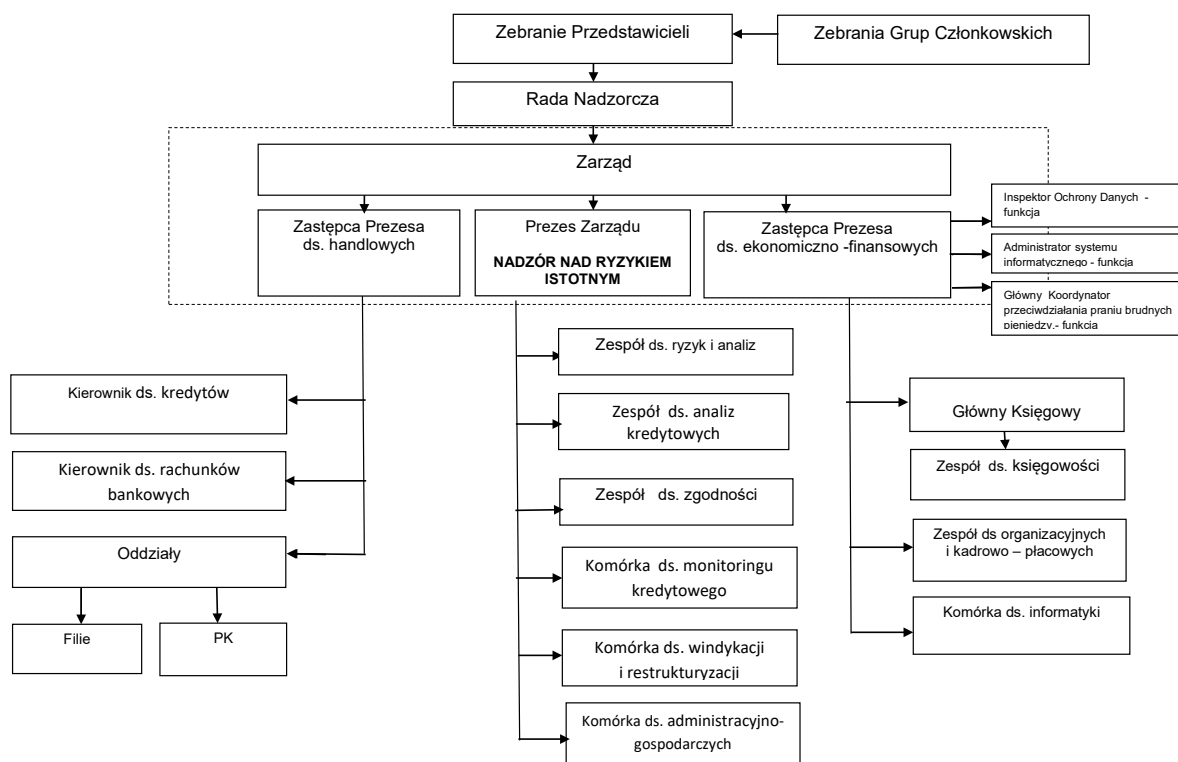 Zebranie Przedstawicieli
Zebrania Grup Członkowskich
Rada Nadzorcza
Zarząd
Zastępca Prezesa
ds. handlowych
Prezes Zarządu
NADZÓR NAD RYZYKIEM
ISTOTNYM
Zastępca Prezesa
ds. ekonomiczno -finansowych
Inspektor Ochrony Danych -
funkcja
Administrator systemu
informatycznego - funkcja
Główny Koordynator
przeciwdziałania praniu brudnych
pieniędzy.- funkcja
Kierownik ds. kredytów
Kierownik ds. rachunków
bankowych
Oddziały
Filie
PK
Zespół ds. ryzyk i analiz
Zespół ds. analiz
kredytowych
Zespół ds. zgodności
Komórka ds. monitoringu
kredytowego
Komórka ds. windykacji
i restrukturyzacji
Komórka ds. administracyjno-
gospodarczych
Główny Księgowy
Zespół ds. księgowości
Zespół ds organizacyjnych
i kadrowo – płacowych
Komórka ds. informatyki